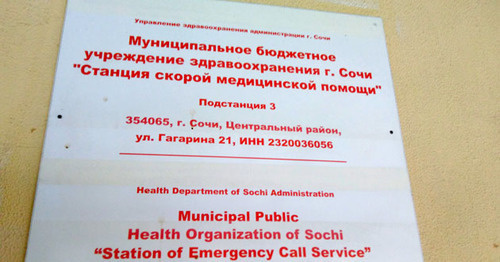 Управление здравоохранения администрации г. Сочи
Муниципальное бюджетное
учреждение здравоохранения г. Сочи
"Станция скорой медицинской помощи"
Подстанция 3
354065, г. Сочи, Центральный район,
ул. Гагарина 21, ИНН 2320036056
Health Department of Sochi Administration
Municipal Public
Health Organization of Sochi
“Station of Emergency Call Service”